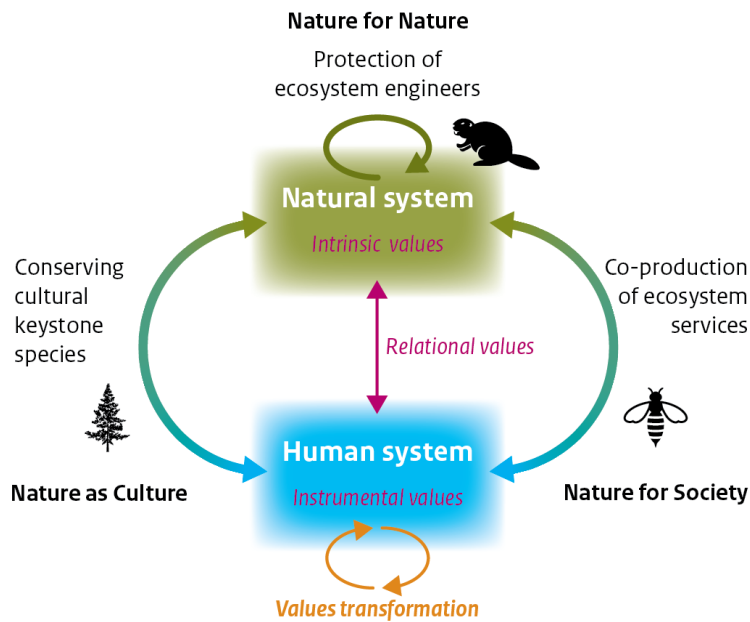 Nature for Nature
Protection of
ecosystem engineers
Natural system
Intrinsic values
Conserving
cultural
keystone
species
Co-production
of ecosystem
services
Relational values
Human system
Instrumental values
Nature as Culture
Nature for Society
Values transformation